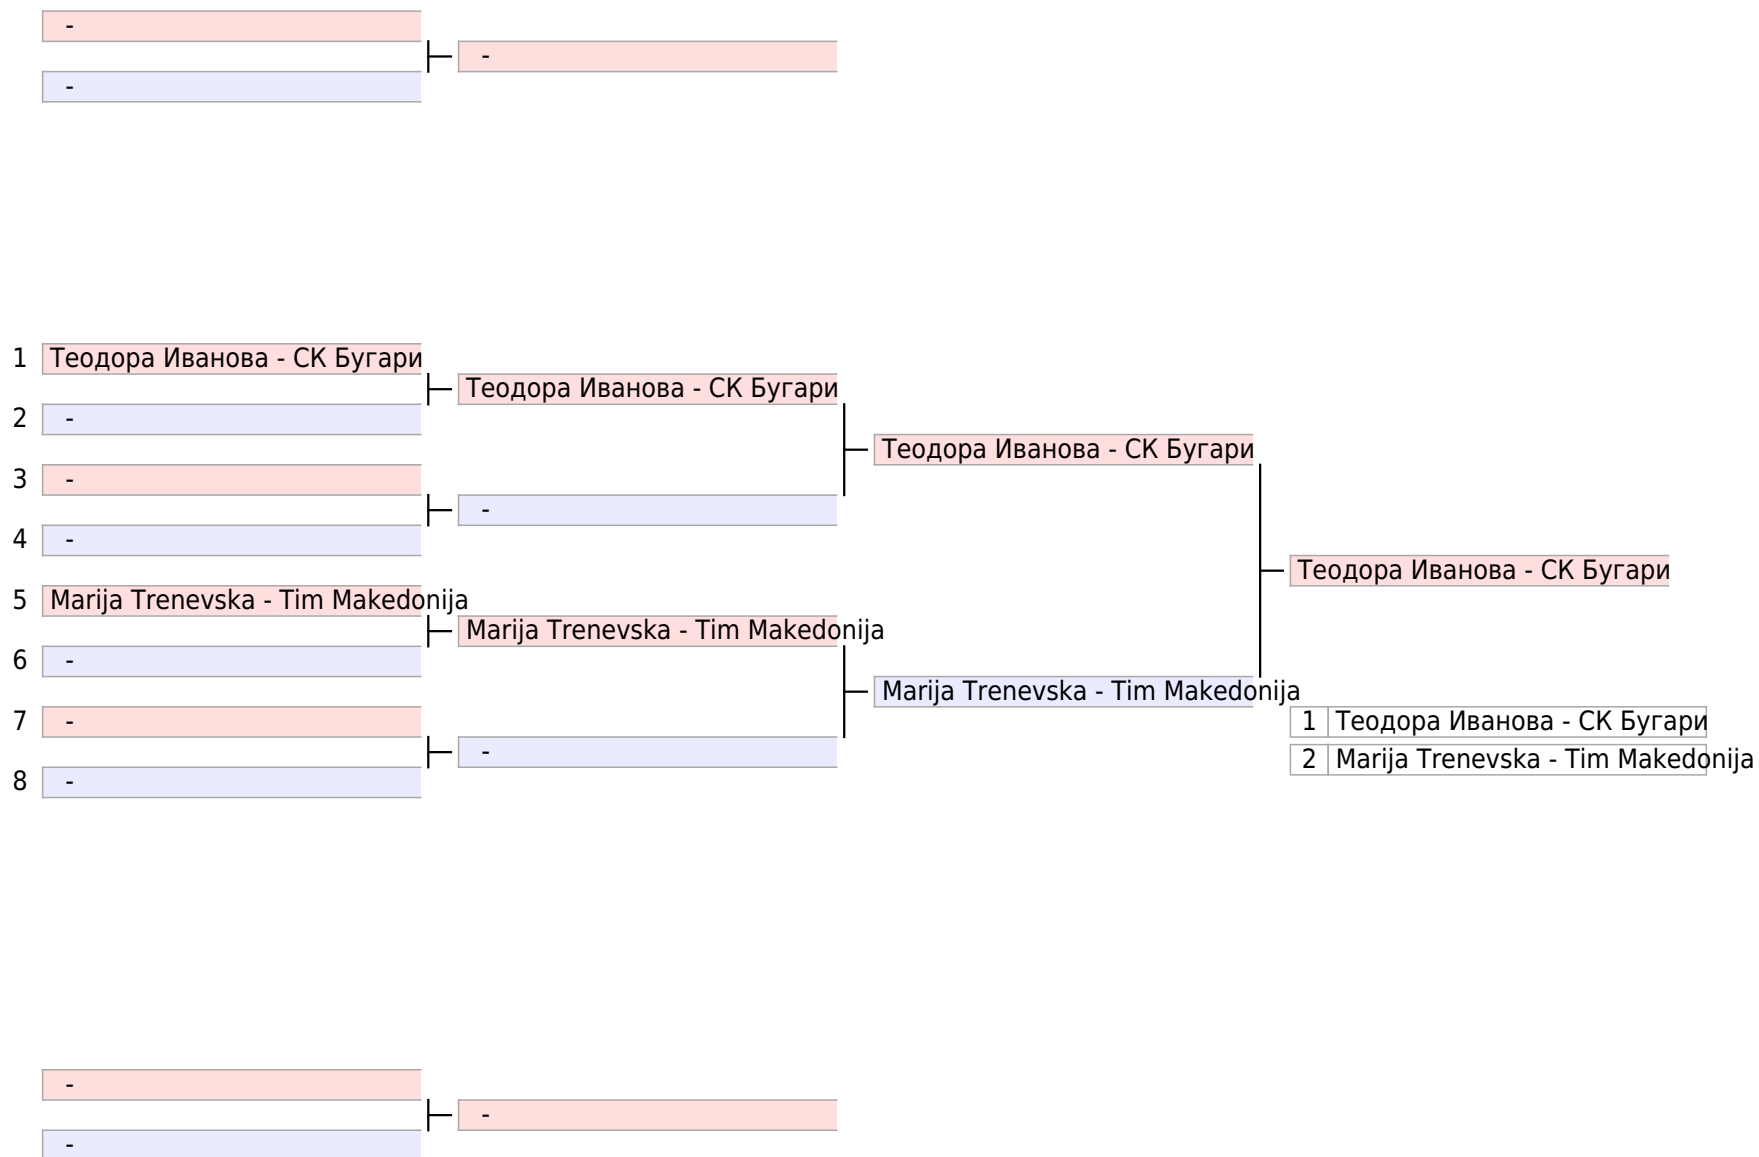 -
-
-
1 Теодора Иванова - СК Бугари
Теодора Иванова - СК Бугари
2 -
Теодора Иванова - СК Бугари
3 -
-
4 -
Теодора Иванова - СК Бугари
5 Marija Trenevska - Tim Makedonija
Marija Trenevska - Tim Makedonija
6 -
Marija Trenevska - Tim Makedonija
7 -
1 Теодора Иванова - СК Бугари
-
2 Marija Trenevska - Tim Makedonija
8 -
-
-
-